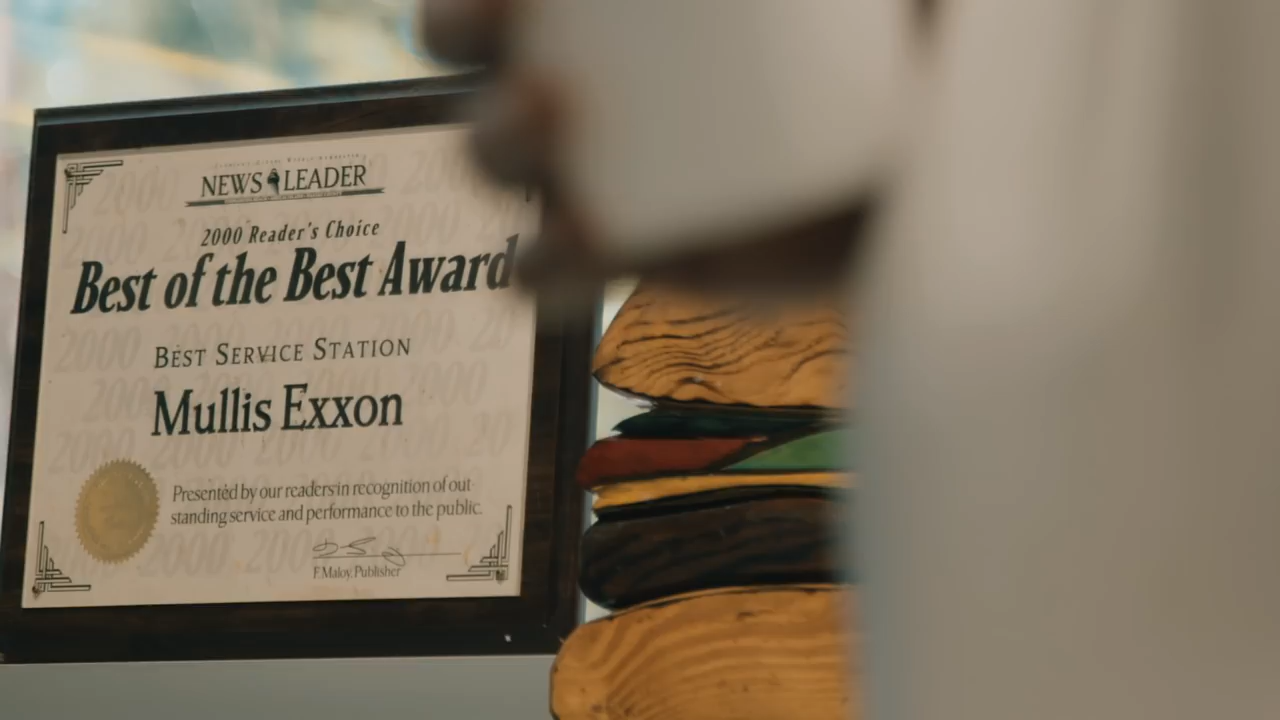 NEWS LEADER
2000 Reader's Choice
Best of the Best Award
BEST SERVICE STATION
Mullis Exxon
Presented by our readers in recognition of out-
standing service and performance to the public.
F. Maloy, Publisher